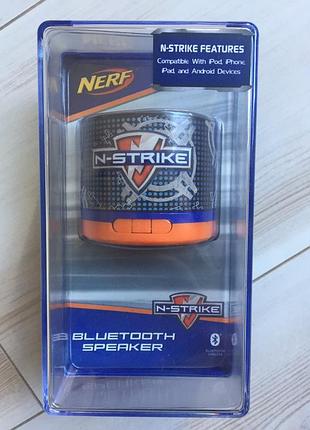 N-STRIKE FEATURES
Compatible With iPod, iPhone,
iPad, and Android Devices
NERF
N-STRIKE
N-STRIKE
BLUETOOTH
SPEAKER